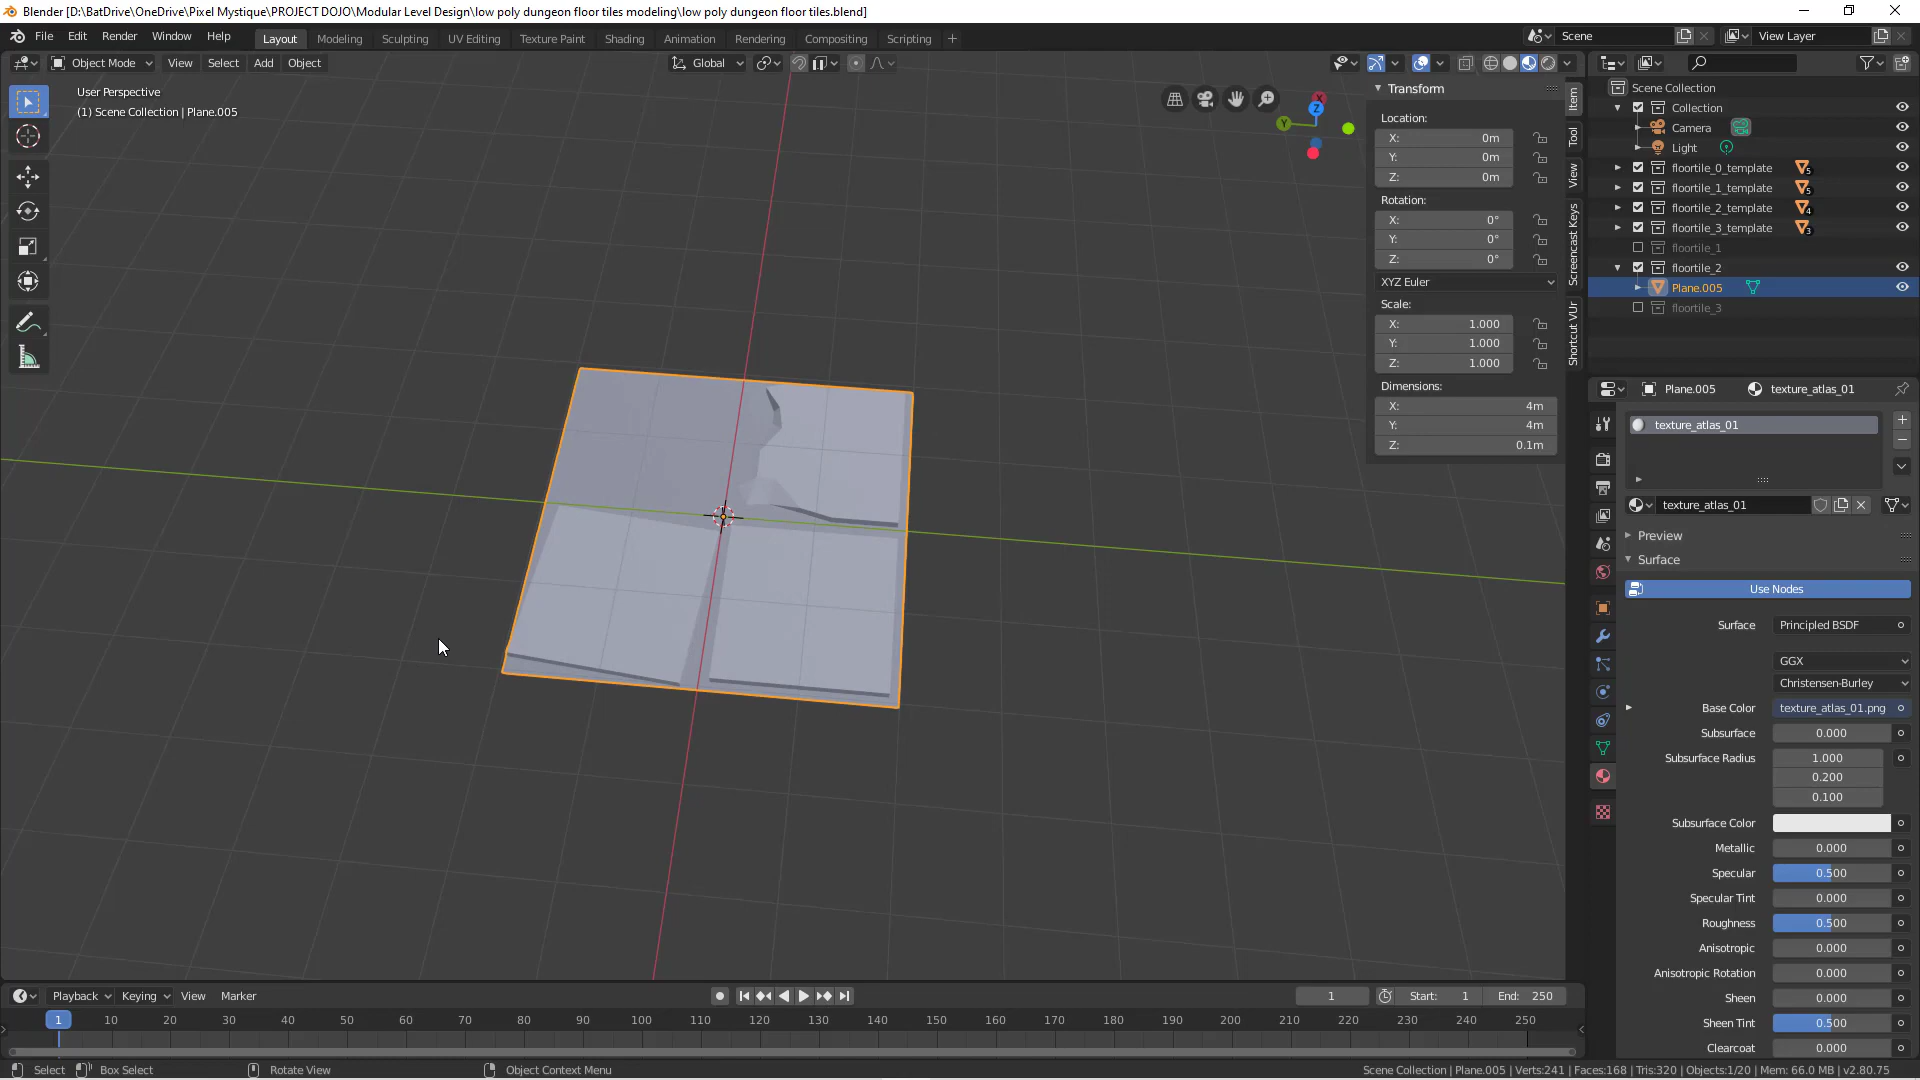 Blender [D:\BatDrive\OneDrive\Pixel Mystique\PROJECT DOJO\Modular Level Design\low poly dungeon floor tiles modeling\low poly dungeon floor tiles.blend]
File Edit Render Window Help
Layout Modeling Sculpting UV Editing Texture Paint Shading Animation Rendering Compositing Scripting +
Scene
View Layer
Object Mode View Select Add Object
Global
User Perspective
(1) Scene Collection | Plane.005
X
Y
Z
Transform
Location:
X: 0m
Y: 0m
Z: 0m
Rotation:
X: 0°
Y: 0°
Z: 0°
XYZ Euler
Scale:
X: 1.000
Y: 1.000
Z: 1.000
Dimensions:
X: 4m
Y: 4m
Z: 0.1m
Item
Tool
View
Screencast Keys
Shortcut VUr
Scene Collection
Collection
Camera
Light
floortile_0_template 5
floortile_1_template 5
floortile_2_template 4
floortile_3_template 3
floortile_1
floortile_2
Plane.005
floortile_3
Plane.005 texture_atlas_01
texture_atlas_01
texture_atlas_01
Preview
Surface
Use Nodes
Surface Principled BSDF
GGX
Christensen-Burley
Base Color texture_atlas_01.png
Subsurface 0.000
Subsurface Radius 1.000
0.200
0.100
Subsurface Color
Metallic 0.000
Specular 0.500
Specular Tint 0.000
Roughness 0.500
Anisotropic 0.000
Anisotropic Rotation 0.000
Sheen 0.000
Sheen Tint 0.500
Clearcoat 0.000
Playback Keying View Marker
1 Start: 1 End: 250
1 10 20 30 40 50 60 70 80 90 100 110 120 130 140 150 160 170 180 190 200 210 220 230 240 250
Select Box Select Rotate View Object Context Menu
Scene Collection | Plane.005 | Verts:241 | Faces:168 | Tris:320 | Objects:1/20 | Mem: 66.0 MB | v2.80.75